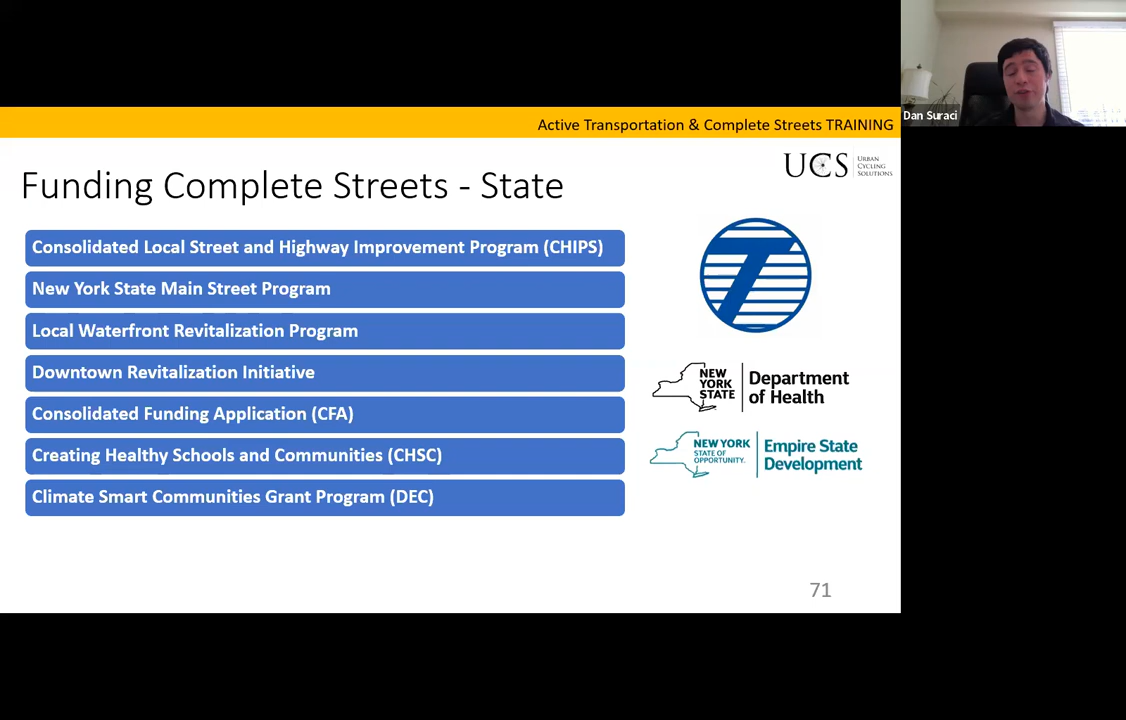 Active Transportation & Complete Streets TRAINING
Dan Suraci
UCS
URBAN
CYCLING
SOLUTIONS
Funding Complete Streets - State
Consolidated Local Street and Highway Improvement Program (CHIPS)
New York State Main Street Program
Local Waterfront Revitalization Program
Downtown Revitalization Initiative
Consolidated Funding Application (CFA)
Creating Healthy Schools and Communities (CHSC)
Climate Smart Communities Grant Program (DEC)
T
NEW
YORK
STATE
Department
of Health
NEW YORK
STATE OF
OPPORTUNITY.
Empire State
Development
71